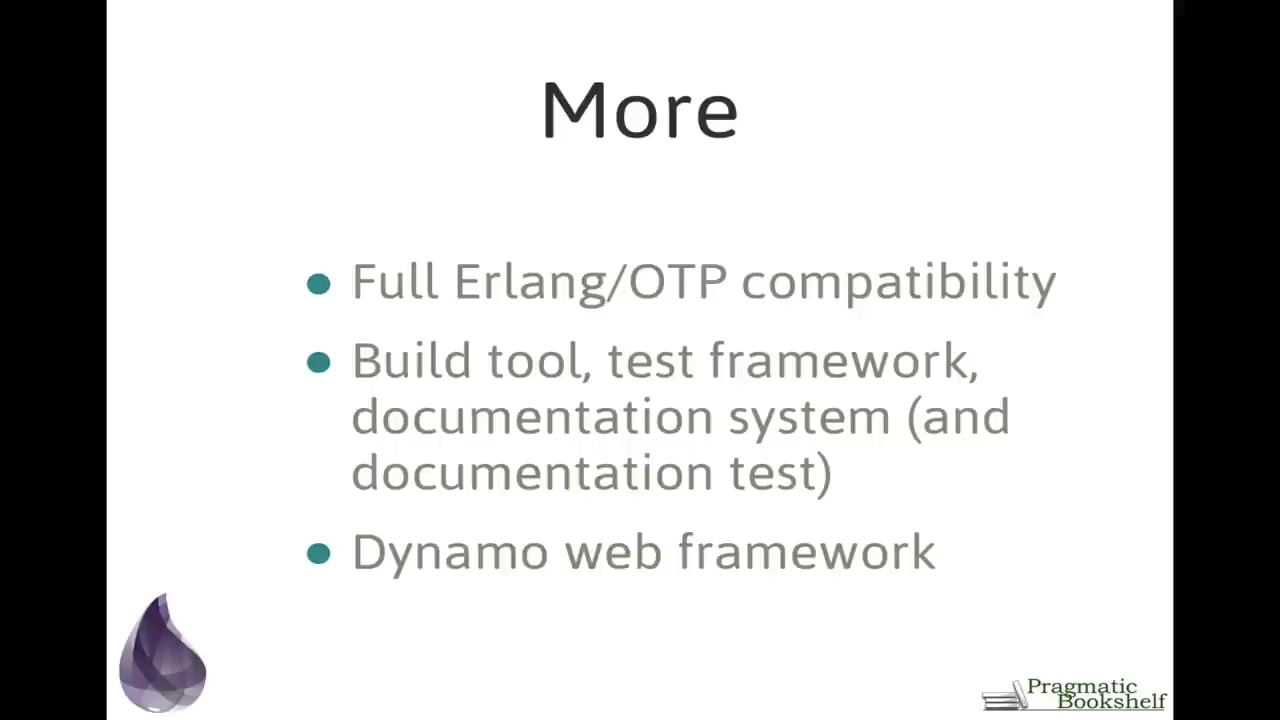 More
Full Erlang/OTP compatibility
Build tool, test framework,
documentation system (and
documentation test)
Dynamo web framework
Pragmatic
Bookshelf